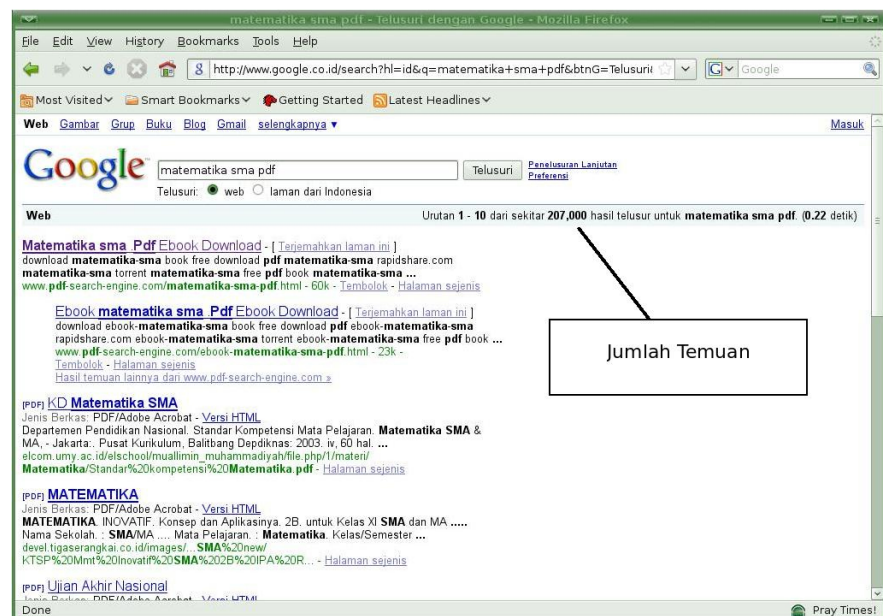 matematika sma pdf - Telusuri dengan Google - Mozilla Firefox
File Edit View History Bookmarks Tools Help
http://www.google.co.id/search?hl=id&q=matematika+sma+pdf&btnG=Telusuri& Google
Most Visited Smart Bookmarks Getting Started Latest Headlines
Web Gambar Grup Buku Blog Gmail selengkapnya ▼ Masuk
Google matematika sma pdf Telusuri Penelusuran Lanjutan
Preferensi
Telusuri: web laman dari Indonesia
Web Urutan 1 - 10 dari sekitar 207,000 hasil telusur untuk matematika sma pdf. (0.22 detik)
Matematika sma .Pdf Ebook Download - [ Terjemahkan laman ini ]
download matematika-sma book free download pdf matematika-sma rapidshare.com
matematika-sma torrent matematika-sma free pdf book matematika-sma ...
www.pdf-search-engine.com/matematika-sma-pdf.html - 60k - Tembolok - Halaman sejenis
Ebook matematika sma .Pdf Ebook Download - [ Terjemahkan laman ini ]
download ebook-matematika-sma book free download pdf ebook-matematika-sma
rapidshare.com ebook-matematika-sma torrent ebook-matematika-sma free pdf book ...
www.pdf-search-engine.com/ebook-matematika-sma-pdf.html - 23k -
Tembolok - Halaman sejenis
Hasil temuan lainnya dari www.pdf-search-engine.com »
Jumlah Temuan
[PDF] KD Matematika SMA
Jenis Berkas: PDF/Adobe Acrobat - Versi HTML
Departemen Pendidikan Nasional. Standar Kompetensi Mata Pelajaran. Matematika SMA &
MA, - Jakarta:. Pusat Kurikulum, Balitbang Depdiknas: 2003. iv, 60 hal. ...
elcom.umy.ac.id/elschool/muallimin_muhammadiyah/file.php/1/materi/
Matematika/Standar%20kompetensi%20Matematika.pdf - Halaman sejenis
[PDF] MATEMATIKA
Jenis Berkas: PDF/Adobe Acrobat - Versi HTML
MATEMATIKA. INOVATIF. Konsep dan Aplikasinya. 2B. untuk Kelas XI SMA dan MA .....
Nama Sekolah. : SMA/MA .... Mata Pelajaran. : Matematika. Kelas/Semester ...
devel.tigaserangkai.co.id/images/...SMA%20new/
KTSP%20Mmt%20Inovatif%20SMA%202B%20IPA%20R... - Halaman sejenis
[PDF] Ujian Akhir Nasional
Jenis Berkas: PDF/Adobe Acrobat - Versi HTML
Done Pray Times!